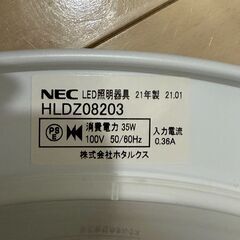 NEC LED照明器具 21年製 21.01
HLDZ08203
PS E 消費電力 35W 入力電流
100V 50/60Hz 0.36A
株式会社ホタルクス